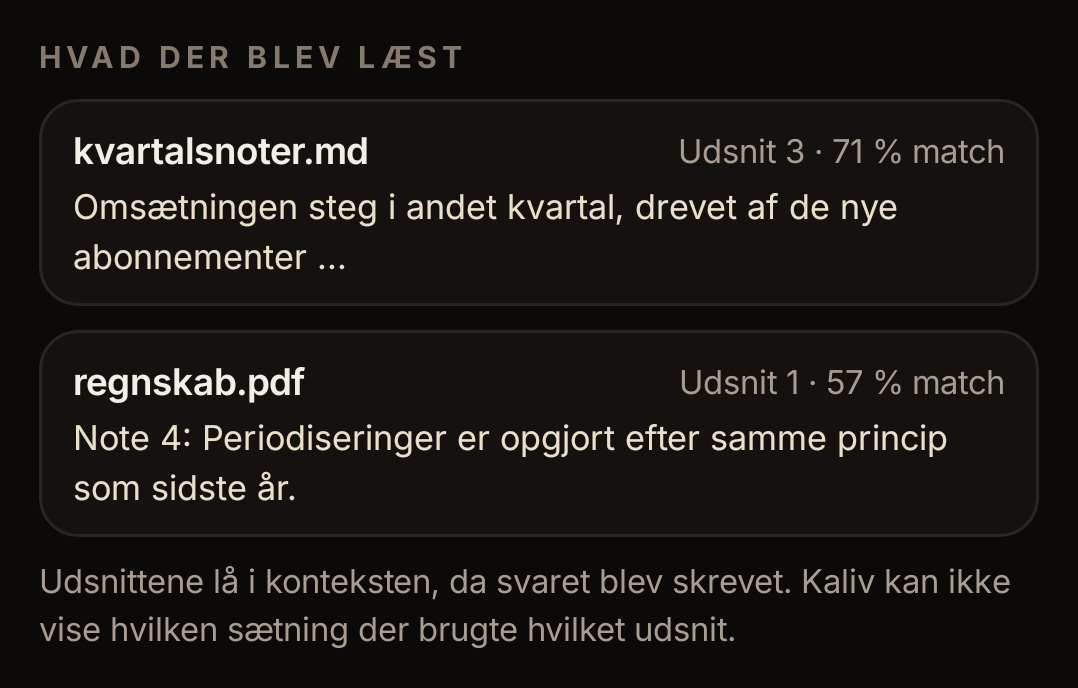 HVAD DER BLEV LÆST
kvartalsnoter.md
Udsnit 3 · 71 % match
Omsætningen steg i andet kvartal, drevet af de nye
abonnementer ...
regnskab.pdf
Udsnit 1 · 57 % match
Note 4: Periodiseringer er opgjort efter samme princip
som sidste år.
Udsnittene lå i konteksten, da svaret blev skrevet. Kaliv kan ikke
vise hvilken sætning der brugte hvilket udsnit.